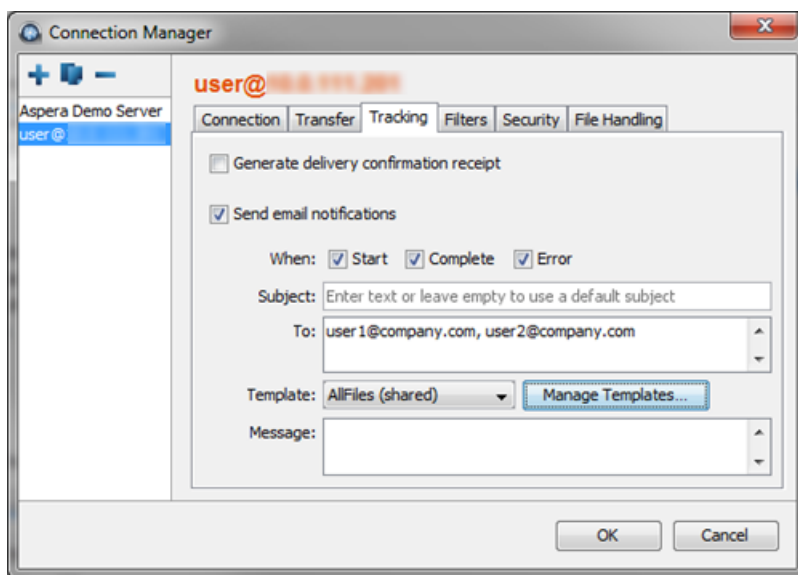 Connection Manager
Aspera Demo Server
user@
user@
Connection Transfer Tracking Filters Security File Handling
Generate delivery confirmation receipt
Send email notifications
When: Start Complete Error
Subject: Enter text or leave empty to use a default subject
To: user1@company.com, user2@company.com
Template: AllFiles (shared) Manage Templates...
Message:
OK Cancel